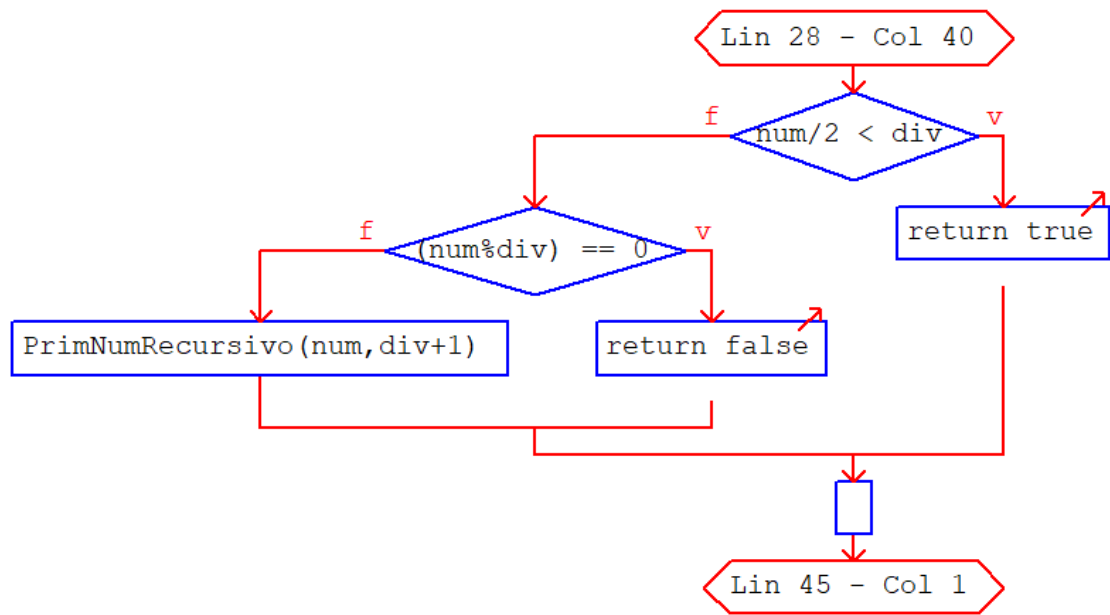 Lin 28 - Col 40
f
v
num/2 < div
f
v
return true
(num%div) == 0
PrimNumRecursivo(num,div+1)
return false
Lin 45 - Col 1